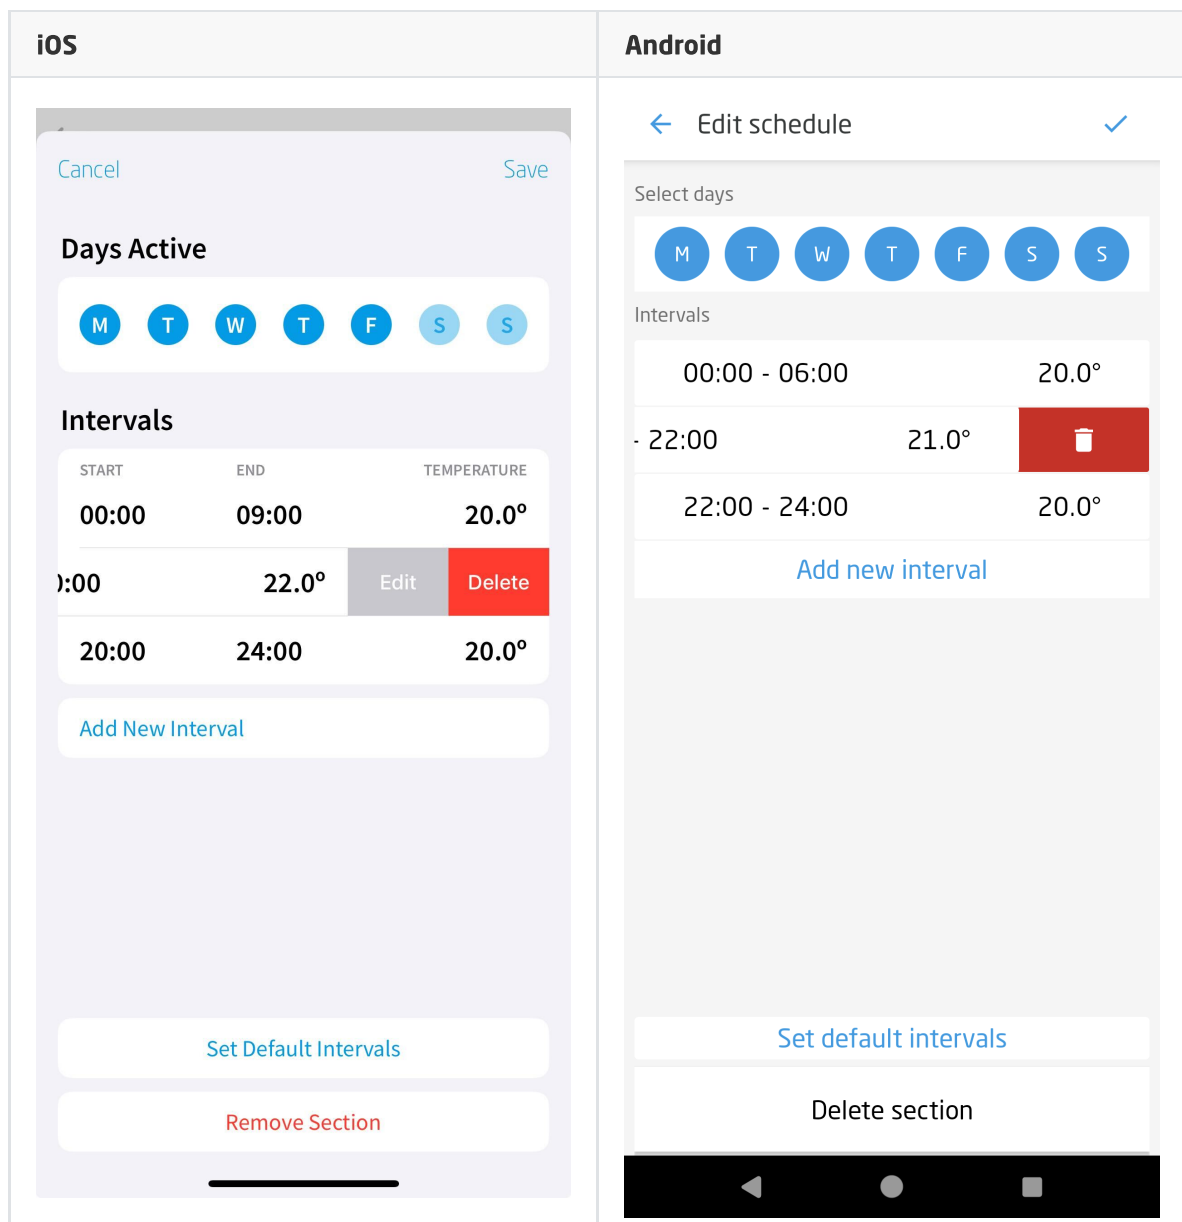 iOS
Cancel
Save
Days Active
M T W T F S S
Intervals
START END TEMPERATURE
00:00 09:00 20.0º
):00 22.0º Edit Delete
20:00 24:00 20.0º
Add New Interval
Set Default Intervals
Remove Section
Android
Edit schedule
Select days
M T W T F S S
Intervals
00:00 - 06:00 20.0°
- 22:00 21.0°
22:00 - 24:00 20.0°
Add new interval
Set default intervals
Delete section